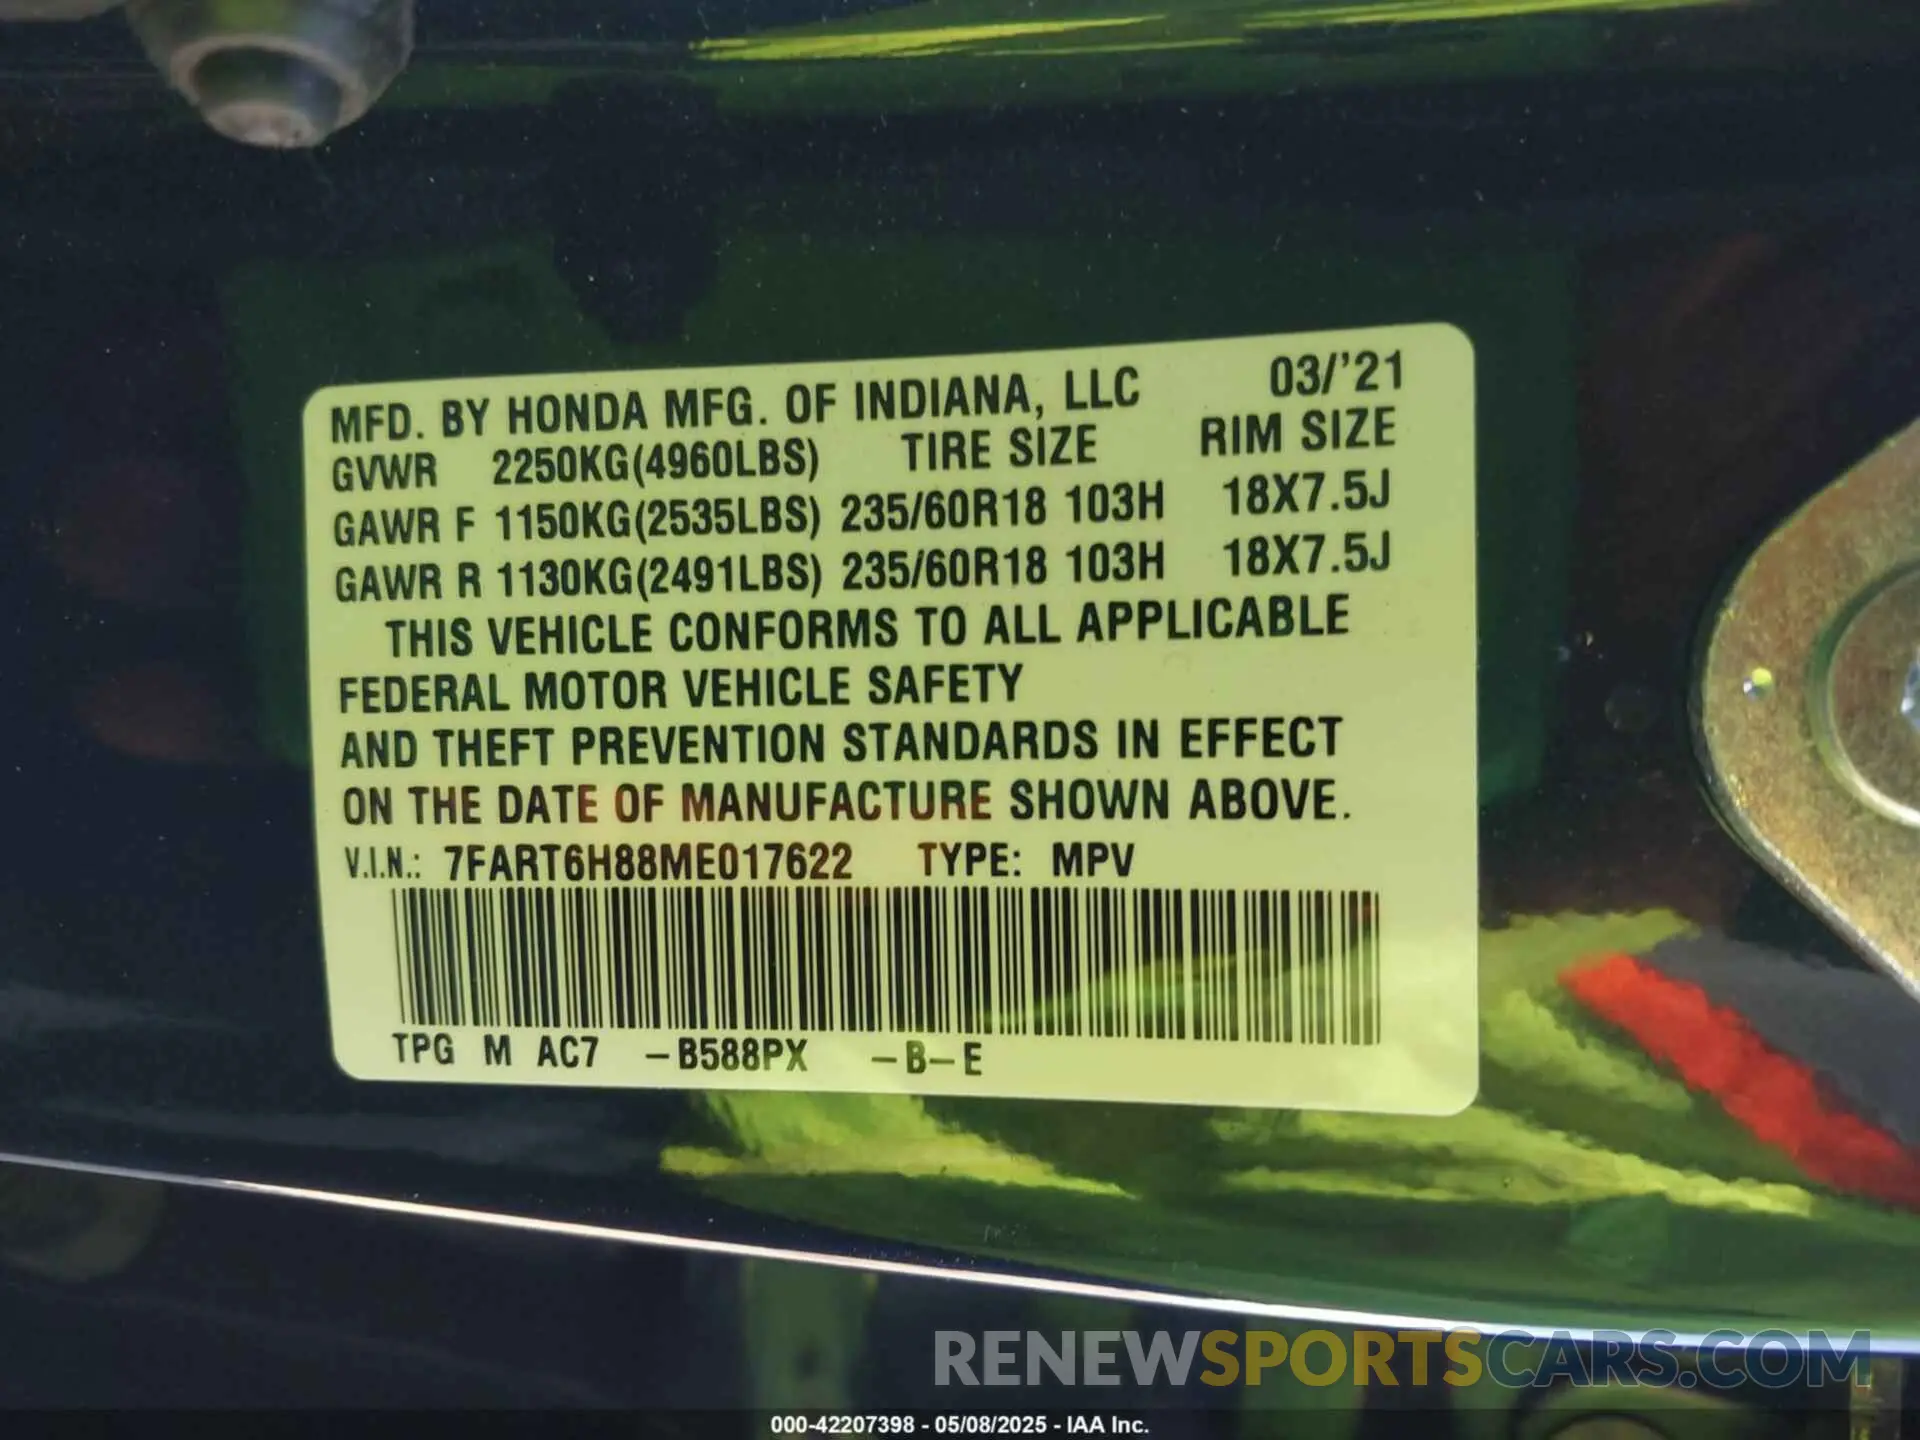 MFD. BY HONDA MFG. OF INDIANA, LLC 03/'21
GVWR 2250KG(4960LBS) TIRE SIZE RIM SIZE
GAWR F 1150KG(2535LBS) 235/60R18 103H 18X7.5J
GAWR R 1130KG(2491LBS) 235/60R18 103H 18X7.5J
THIS VEHICLE CONFORMS TO ALL APPLICABLE
FEDERAL MOTOR VEHICLE SAFETY
AND THEFT PREVENTION STANDARDS IN EFFECT
ON THE DATE OF MANUFACTURE SHOWN ABOVE.
V.I.N.: 7FART6H88ME017622 TYPE: MPV
TPG M AC7 -B588PX -B-E
RENEWSPORTSCARS.COM
000-42207398 - 05/08/2025 - IAA Inc.